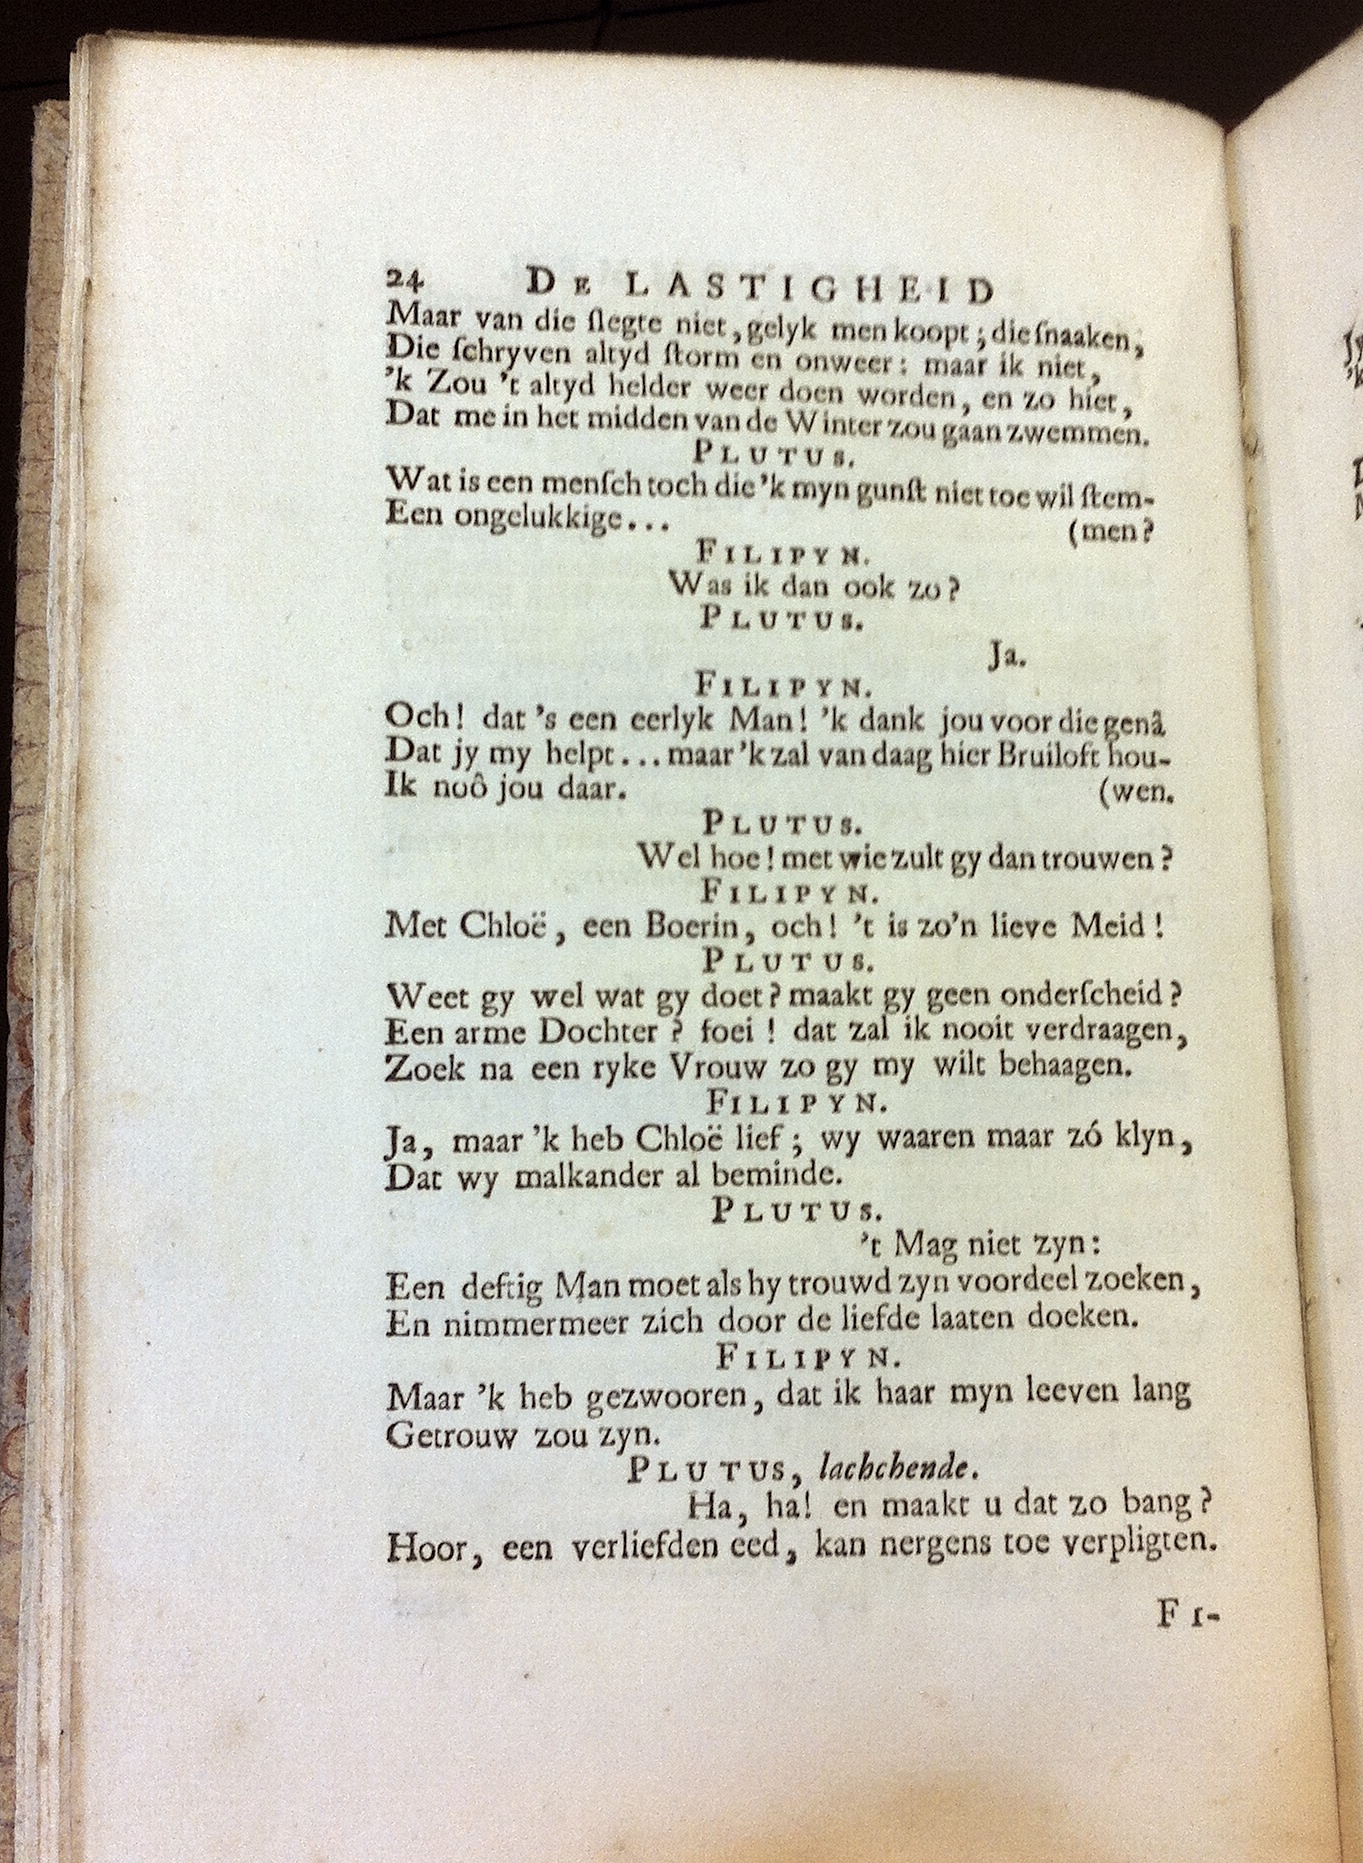 24 DE LASTIGHEID
Maar van die ſlegte niet, gelyk men koopt; die ſnaaken,
Die ſchryven altyd ſtorm en onweer: maar ik niet,
’k Zou ’t altyd helder weer doen worden, en zo hiet,
Dat me in het midden van de Winter zou gaan zwemmen.
PLUTUS.
Wat is een menſch toch die ’k myn gunſt niet toe wil ſtem-
Een ongelukkige... (men?
FILIPYN.
Was ik dan ook zo?
PLUTUS.
Ja.
FILIPYN.
Och! dat ’s een eerlyk Man! ’k dank jou voor die genâ
Dat jy my helpt... maar ’k zal van daag hier Bruiloft hou-
Ik noô jou daar. (wen.
PLUTUS.
Wel hoe! met wie zult gy dan trouwen?
FILIPYN.
Met Chloë, een Boerin, och! ’t is zo’n lieve Meid!
PLUTUS.
Weet gy wel wat gy doet? maakt gy geen onderſcheid?
Een arme Dochter? foei! dat zal ik nooit verdraagen,
Zoek na een ryke Vrouw zo gy my wilt behaagen.
FILIPYN.
Ja, maar ’k heb Chloë lief; wy waaren maar zó klyn,
Dat wy malkander al beminde.
PLUTUS.
’t Mag niet zyn:
Een deftig Man moet als hy trouwd zyn voordeel zoeken,
En nimmermeer zich door de liefde laaten doeken.
FILIPYN.
Maar ’k heb gezwooren, dat ik haar myn leeven lang
Getrouw zou zyn.
PLUTUS, lachchende.
Ha, ha! en maakt u dat zo bang?
Hoor, een verliefden eed, kan nergens toe verpligten.
FI-